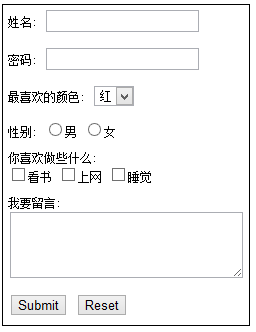 姓名：
密码：
最喜欢的颜色： 红
性别： 男 女
你喜欢做些什么：
看书 上网 睡觉
我要留言：
Submit Reset